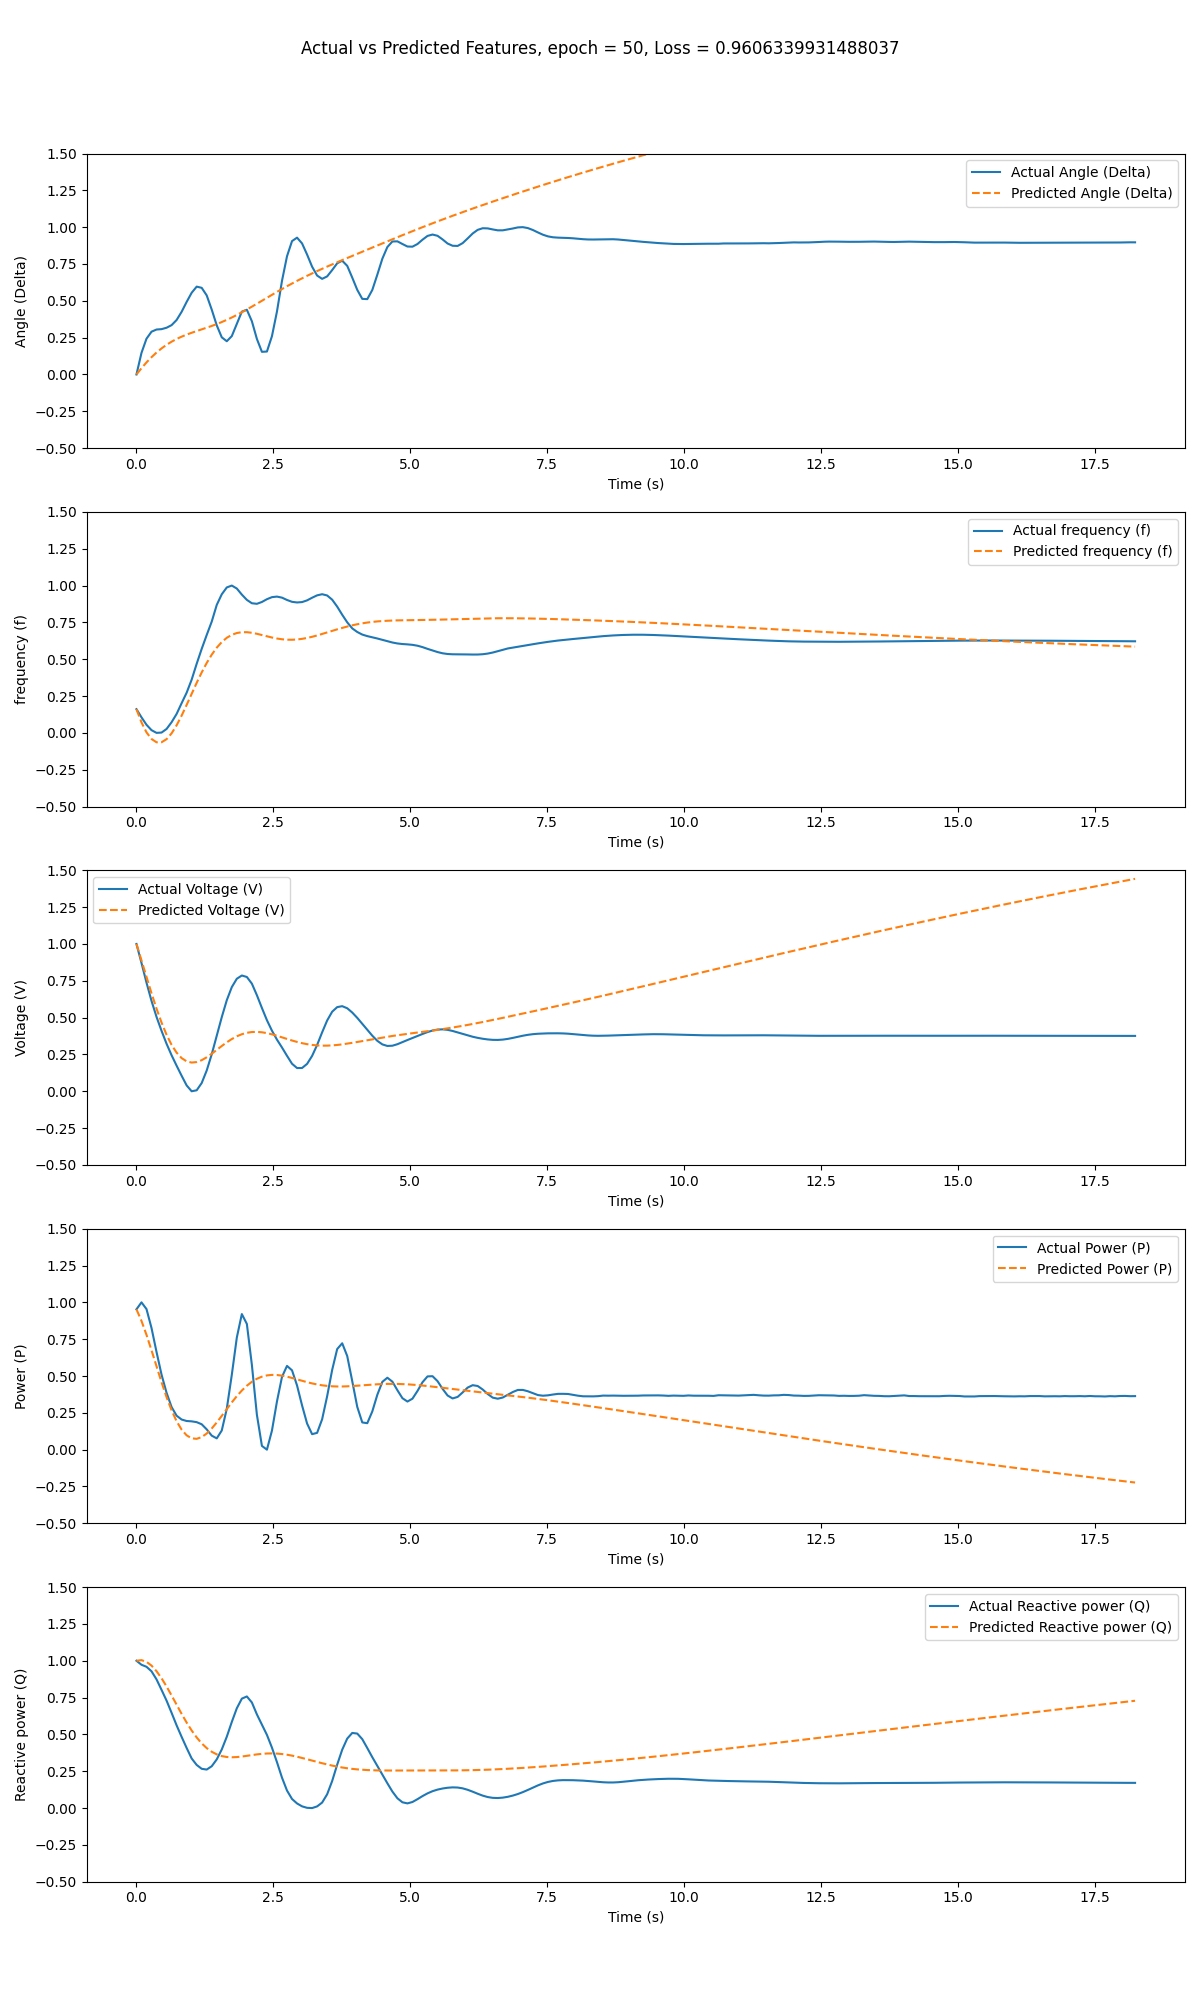 Actual vs Predicted Features, epoch = 50, Loss = 0.9606339931488037
1.50
1.25
1.00
0.75
0.50
0.25
0.00
−0.25
−0.50
Angle (Delta)
Actual Angle (Delta)
Predicted Angle (Delta)
0.0 2.5 5.0 7.5 10.0 12.5 15.0 17.5
Time (s)
1.50
1.25
1.00
0.75
0.50
0.25
0.00
−0.25
−0.50
frequency (f)
Actual frequency (f)
Predicted frequency (f)
0.0 2.5 5.0 7.5 10.0 12.5 15.0 17.5
Time (s)
1.50
1.25
1.00
0.75
0.50
0.25
0.00
−0.25
−0.50
Voltage (V)
Actual Voltage (V)
Predicted Voltage (V)
0.0 2.5 5.0 7.5 10.0 12.5 15.0 17.5
Time (s)
1.50
1.25
1.00
0.75
0.50
0.25
0.00
−0.25
−0.50
Power (P)
Actual Power (P)
Predicted Power (P)
0.0 2.5 5.0 7.5 10.0 12.5 15.0 17.5
Time (s)
1.50
1.25
1.00
0.75
0.50
0.25
0.00
−0.25
−0.50
Reactive power (Q)
Actual Reactive power (Q)
Predicted Reactive power (Q)
0.0 2.5 5.0 7.5 10.0 12.5 15.0 17.5
Time (s)